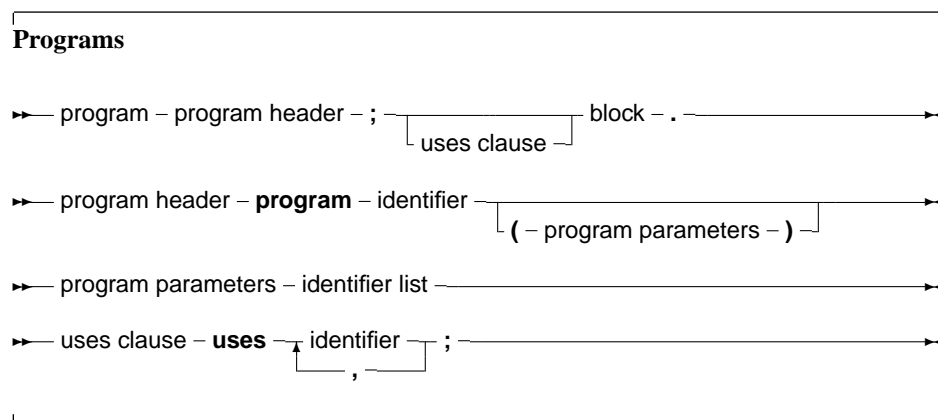 Programs
program – program header – ; – block – . –
uses clause –
program header – program – identifier –
( – program parameters – ) –
program parameters – identifier list –
uses clause – uses – identifier – ; –
,